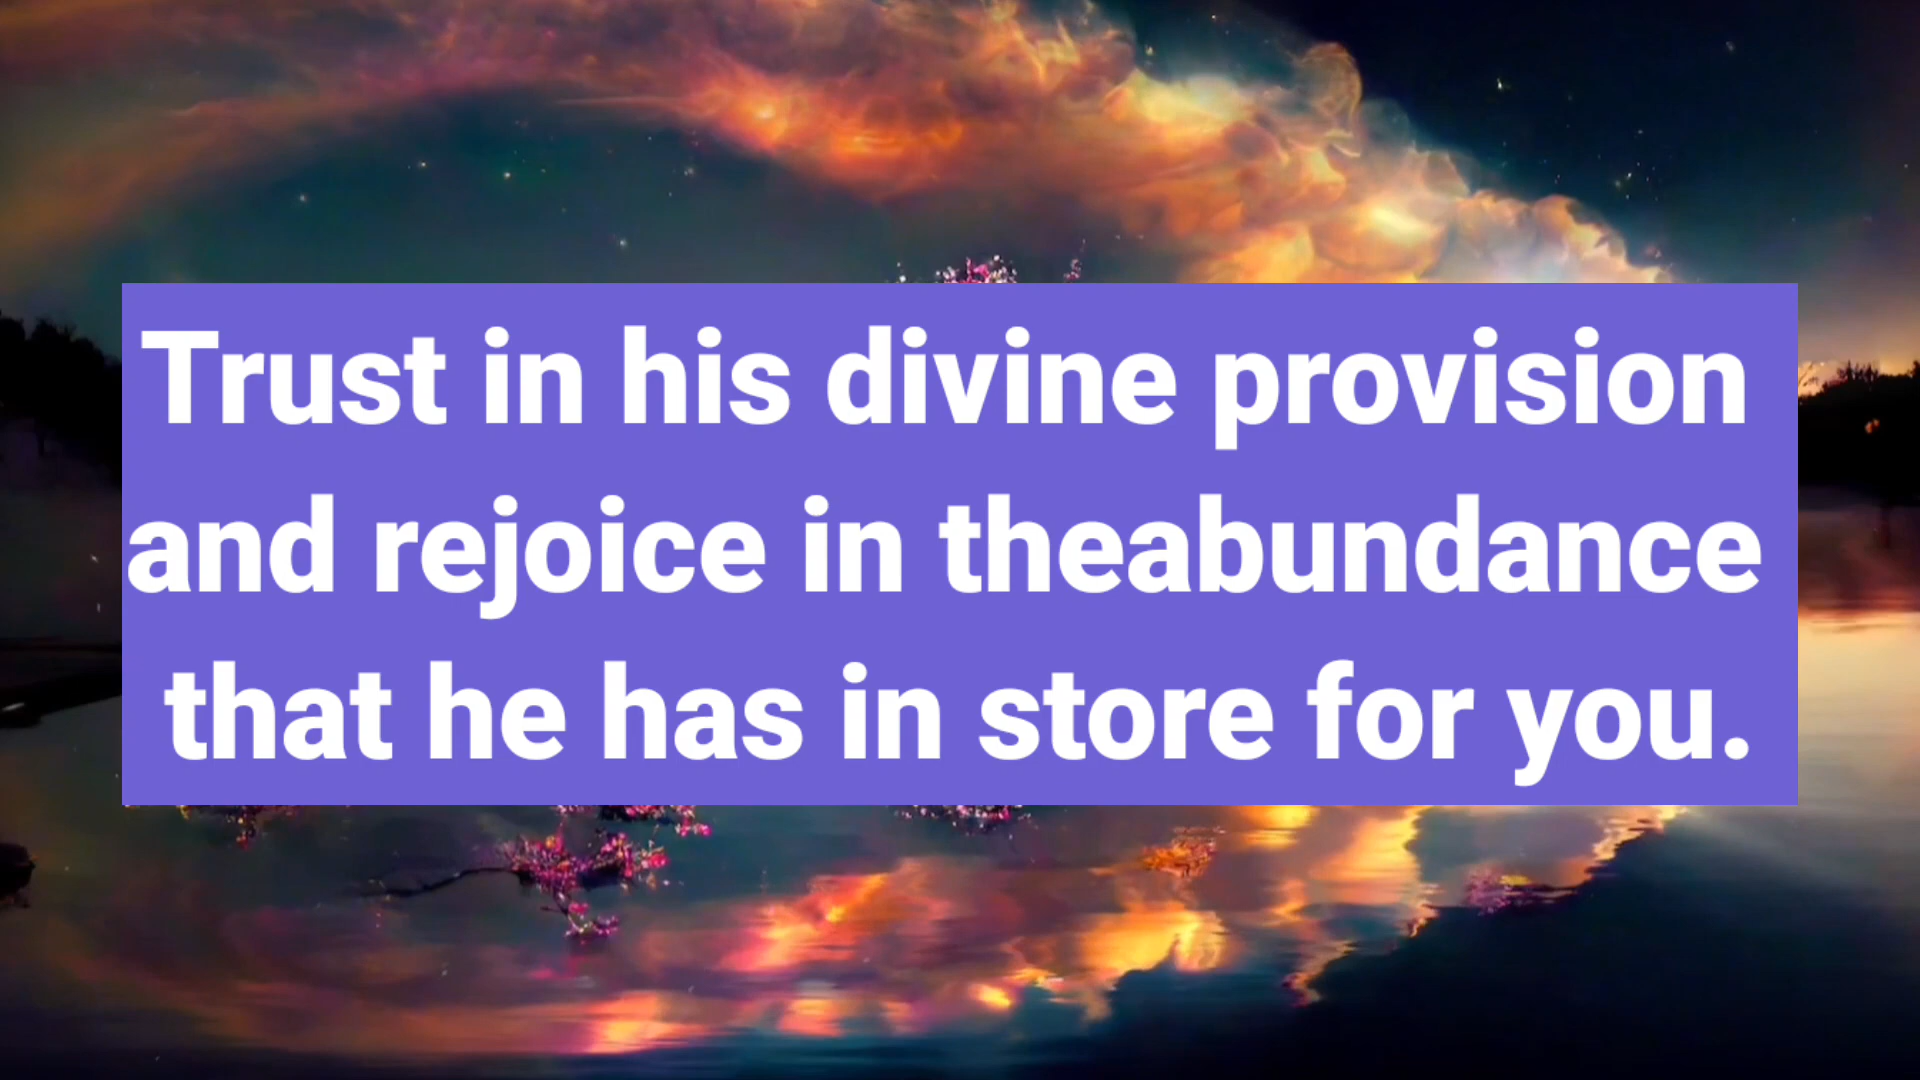 Trust in his divine provision
and rejoice in theabundance
that he has in store for you.